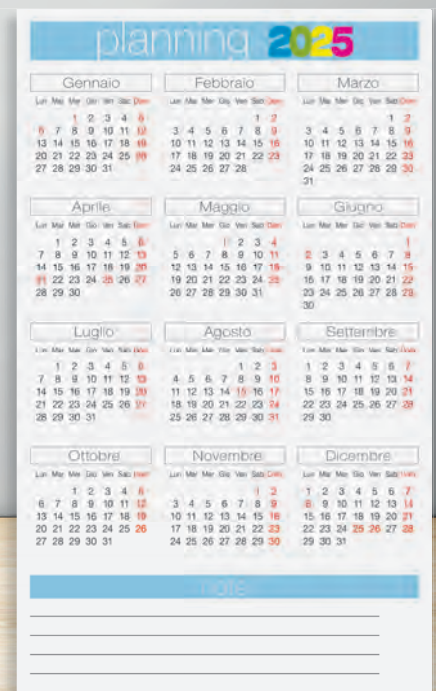 planning 2025
Gennaio
Lun Mar Mer Gio Ven Sab Dom
1 2 3 4 5
6 7 8 9 10 11 12
13 14 15 16 17 18 19
20 21 22 23 24 25 26
27 28 29 30 31
Febbraio
Lun Mar Mer Gio Ven Sab Dom
1 2
3 4 5 6 7 8 9
10 11 12 13 14 15 16
17 18 19 20 21 22 23
24 25 26 27 28
Marzo
Lun Mar Mer Gio Ven Sab Dom
1 2
3 4 5 6 7 8 9
10 11 12 13 14 15 16
17 18 19 20 21 22 23
24 25 26 27 28 29 30
31
Aprile
Lun Mar Mer Gio Ven Sab Dom
1 2 3 4 5 6
7 8 9 10 11 12 13
14 15 16 17 18 19 20
21 22 23 24 25 26 27
28 29 30
Maggio
Lun Mar Mer Gio Ven Sab Dom
1 2 3 4
5 6 7 8 9 10 11
12 13 14 15 16 17 18
19 20 21 22 23 24 25
26 27 28 29 30 31
Giugno
Lun Mar Mer Gio Ven Sab Dom
1
2 3 4 5 6 7 8
9 10 11 12 13 14 15
16 17 18 19 20 21 22
23 24 25 26 27 28 29
30
Luglio
Lun Mar Mer Gio Ven Sab Dom
1 2 3 4 5 6
7 8 9 10 11 12 13
14 15 16 17 18 19 20
21 22 23 24 25 26 27
28 29 30 31
Agosto
Lun Mar Mer Gio Ven Sab Dom
1 2 3
4 5 6 7 8 9 10
11 12 13 14 15 16 17
18 19 20 21 22 23 24
25 26 27 28 29 30 31
Settembre
Lun Mar Mer Gio Ven Sab Dom
1 2 3 4 5 6 7
8 9 10 11 12 13 14
15 16 17 18 19 20 21
22 23 24 25 26 27 28
29 30
Ottobre
Lun Mar Mer Gio Ven Sab Dom
1 2 3 4 5
6 7 8 9 10 11 12
13 14 15 16 17 18 19
20 21 22 23 24 25 26
27 28 29 30 31
Novembre
Lun Mar Mer Gio Ven Sab Dom
1 2
3 4 5 6 7 8 9
10 11 12 13 14 15 16
17 18 19 20 21 22 23
24 25 26 27 28 29 30
Dicembre
Lun Mar Mer Gio Ven Sab Dom
1 2 3 4 5 6 7
8 9 10 11 12 13 14
15 16 17 18 19 20 21
22 23 24 25 26 27 28
29 30 31
note